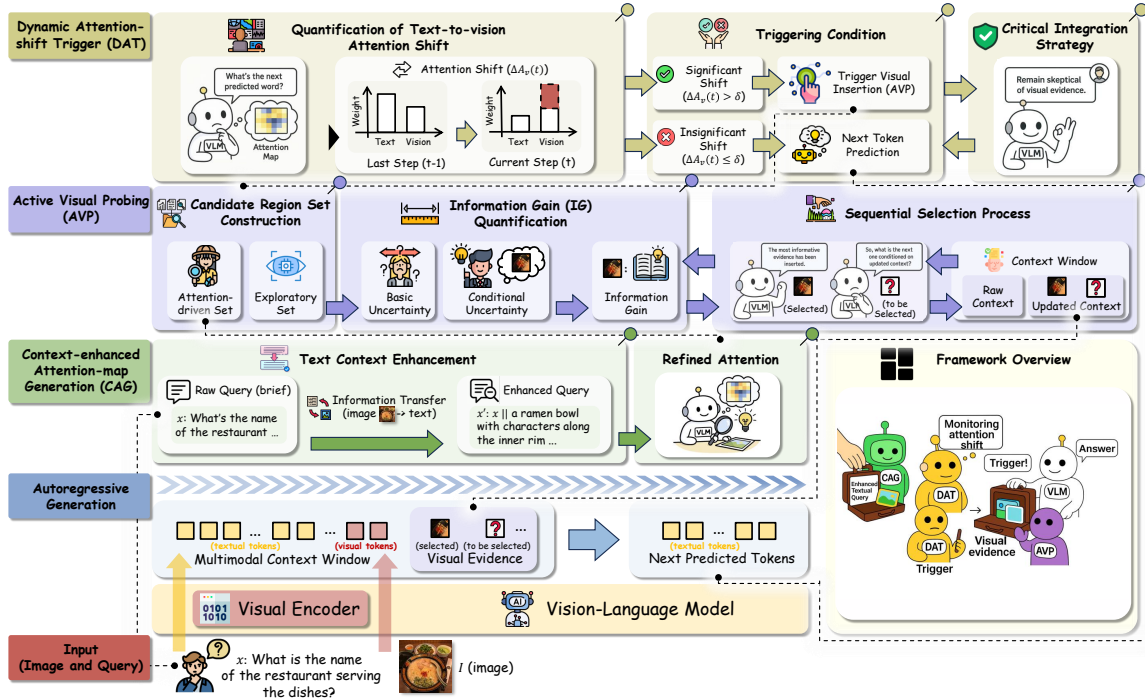 Dynamic Attention-
shift Trigger (DAT)
Quantification of Text-to-vision
Attention Shift
What's the next
predicted word?
VLM
Attention
Map
Attention Shift (ΔAᵥ(t))
Weight
Text Vision
Last Step (t-1)
Weight
Text Vision
Current Step (t)
Triggering Condition
Significant
Shift
(ΔAᵥ(t) > δ)
Trigger Visual
Insertion (AVP)
Insignificant
Shift
(ΔAᵥ(t) ≤ δ)
Next Token
Prediction
Critical Integration
Strategy
Remain skeptical
of visual evidence.
VLM
Active Visual Probing
(AVP)
Candidate Region Set
Construction
Attention-
driven Set
Exploratory
Set
Information Gain (IG)
Quantification
Basic
Uncertainty
Conditional
Uncertainty
:
Information
Gain
Sequential Selection Process
The most informative
evidence has been
inserted.
VLM
(Selected)
So, what is the next
one conditioned on
updated context?
VLM
?
(to be
Selected)
Context Window
Raw
Context
?
Updated Context
Context-enhanced
Attention-map
Generation (CAG)
Text Context Enhancement
Raw Query (brief)
x: What's the name
of the restaurant ...
Information Transfer
(image → text)
Enhanced Query
x′: x || a ramen bowl
with characters along
the inner rim ...
Refined Attention
VLM
Framework Overview
Monitoring
attention
shift
Enhanced
Textual
Query
CAG
DAT
DAT
Trigger
Trigger!
Visual
evidence
Answer
VLM
AVP
Autoregressive
Generation
... ...
(textual tokens) (visual tokens)
Multimodal Context Window
? ...
(selected) (to be selected)
Visual Evidence
...
(textual tokens)
Next Predicted Tokens
0101
1010
Visual Encoder
AI
Vision-Language Model
Input
(Image and Query)
?
x: What is the name
of the restaurant serving
the dishes?
I (image)